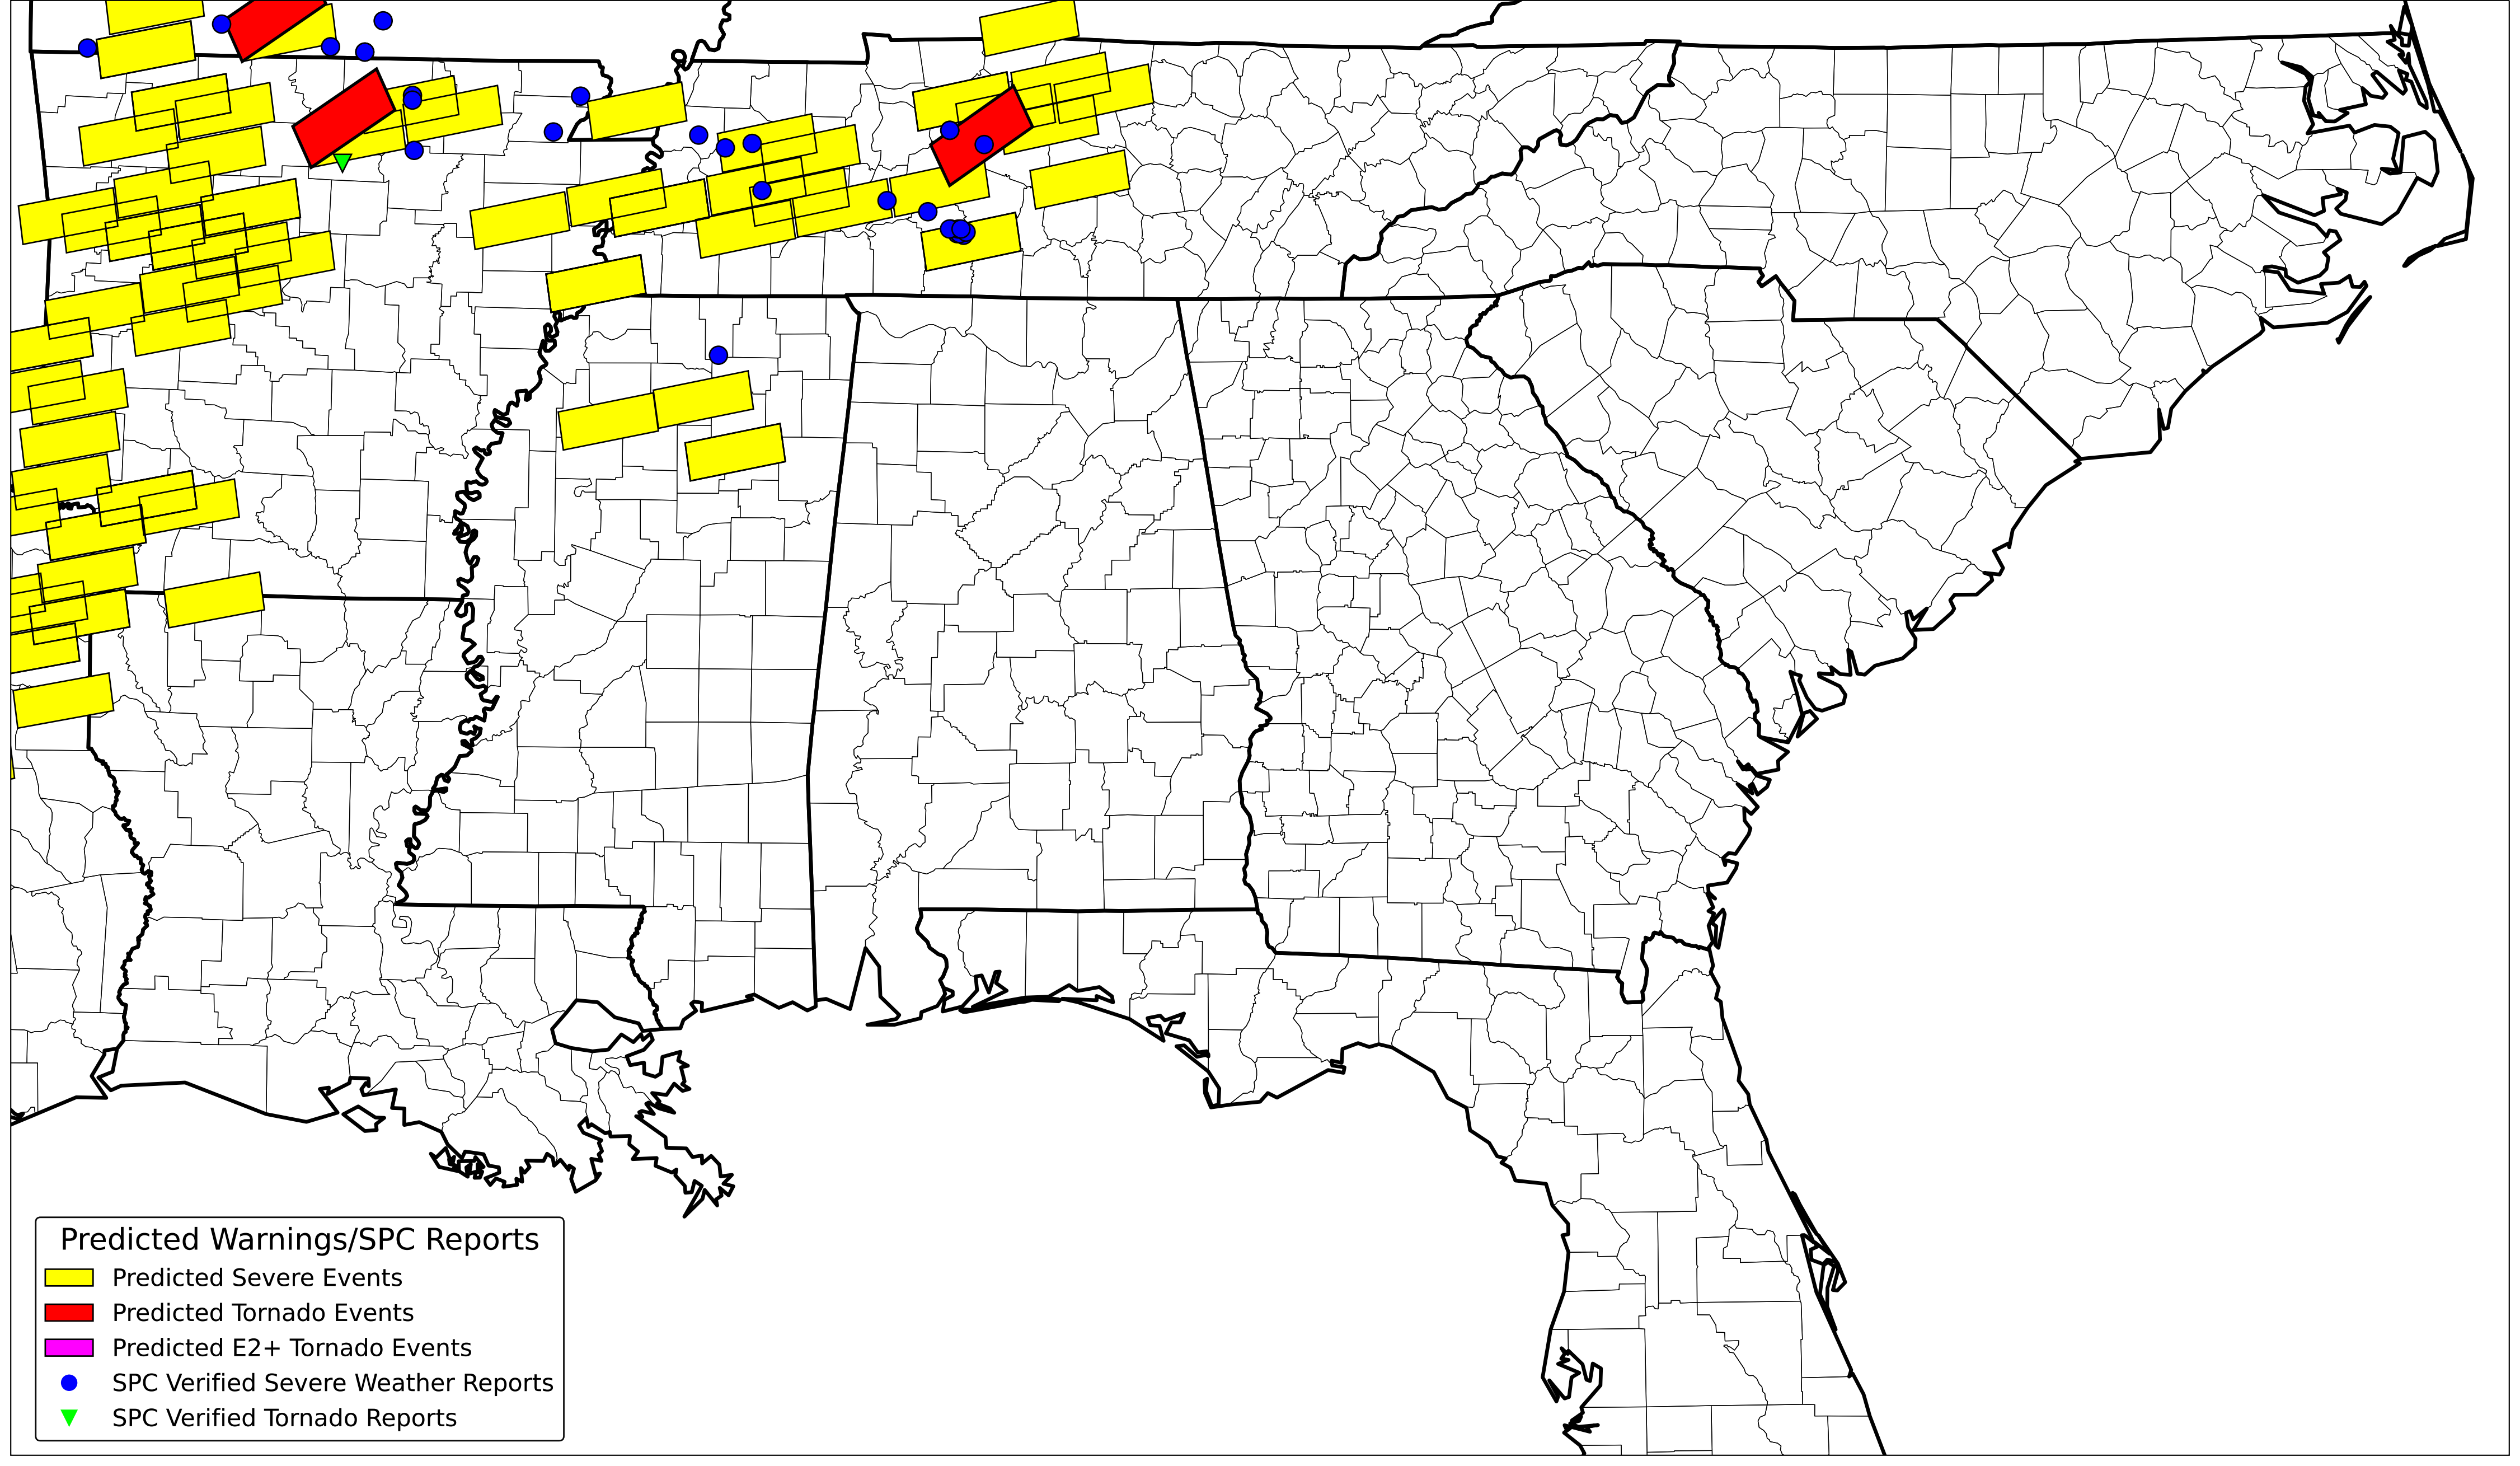 Predicted Warnings/SPC Reports
Predicted Severe Events
Predicted Tornado Events
Predicted E2+ Tornado Events
SPC Verified Severe Weather Reports
SPC Verified Tornado Reports